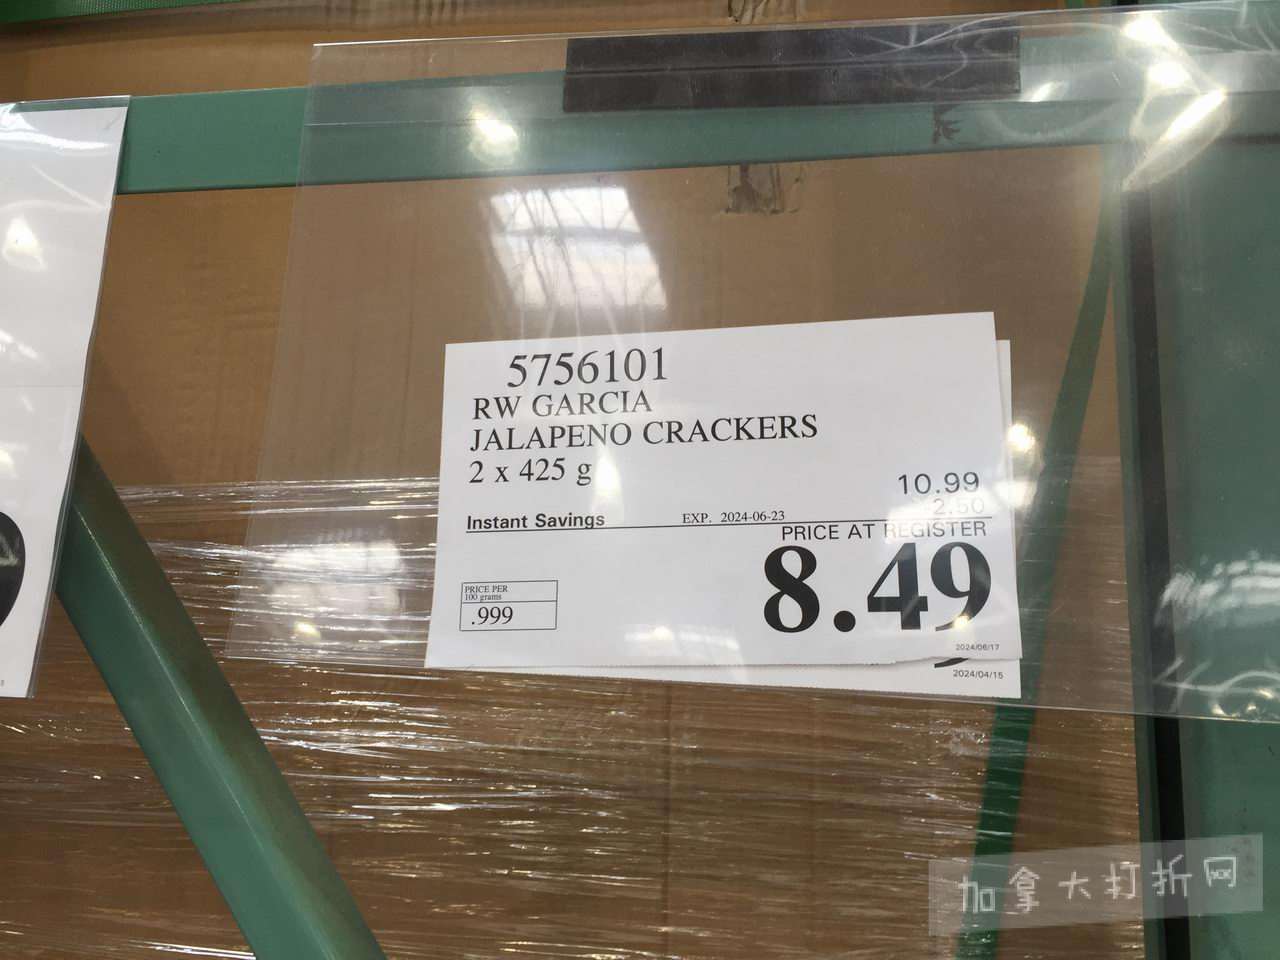 5756101
RW GARCIA
JALAPENO CRACKERS
2 x 425 g
10.99
-2.50
Instant Savings EXP. 2024-06-23
PRICE AT REGISTER
8.49
PRICE PER
100 grams
.999
2024/06/17
2024/04/15
加拿大打折网